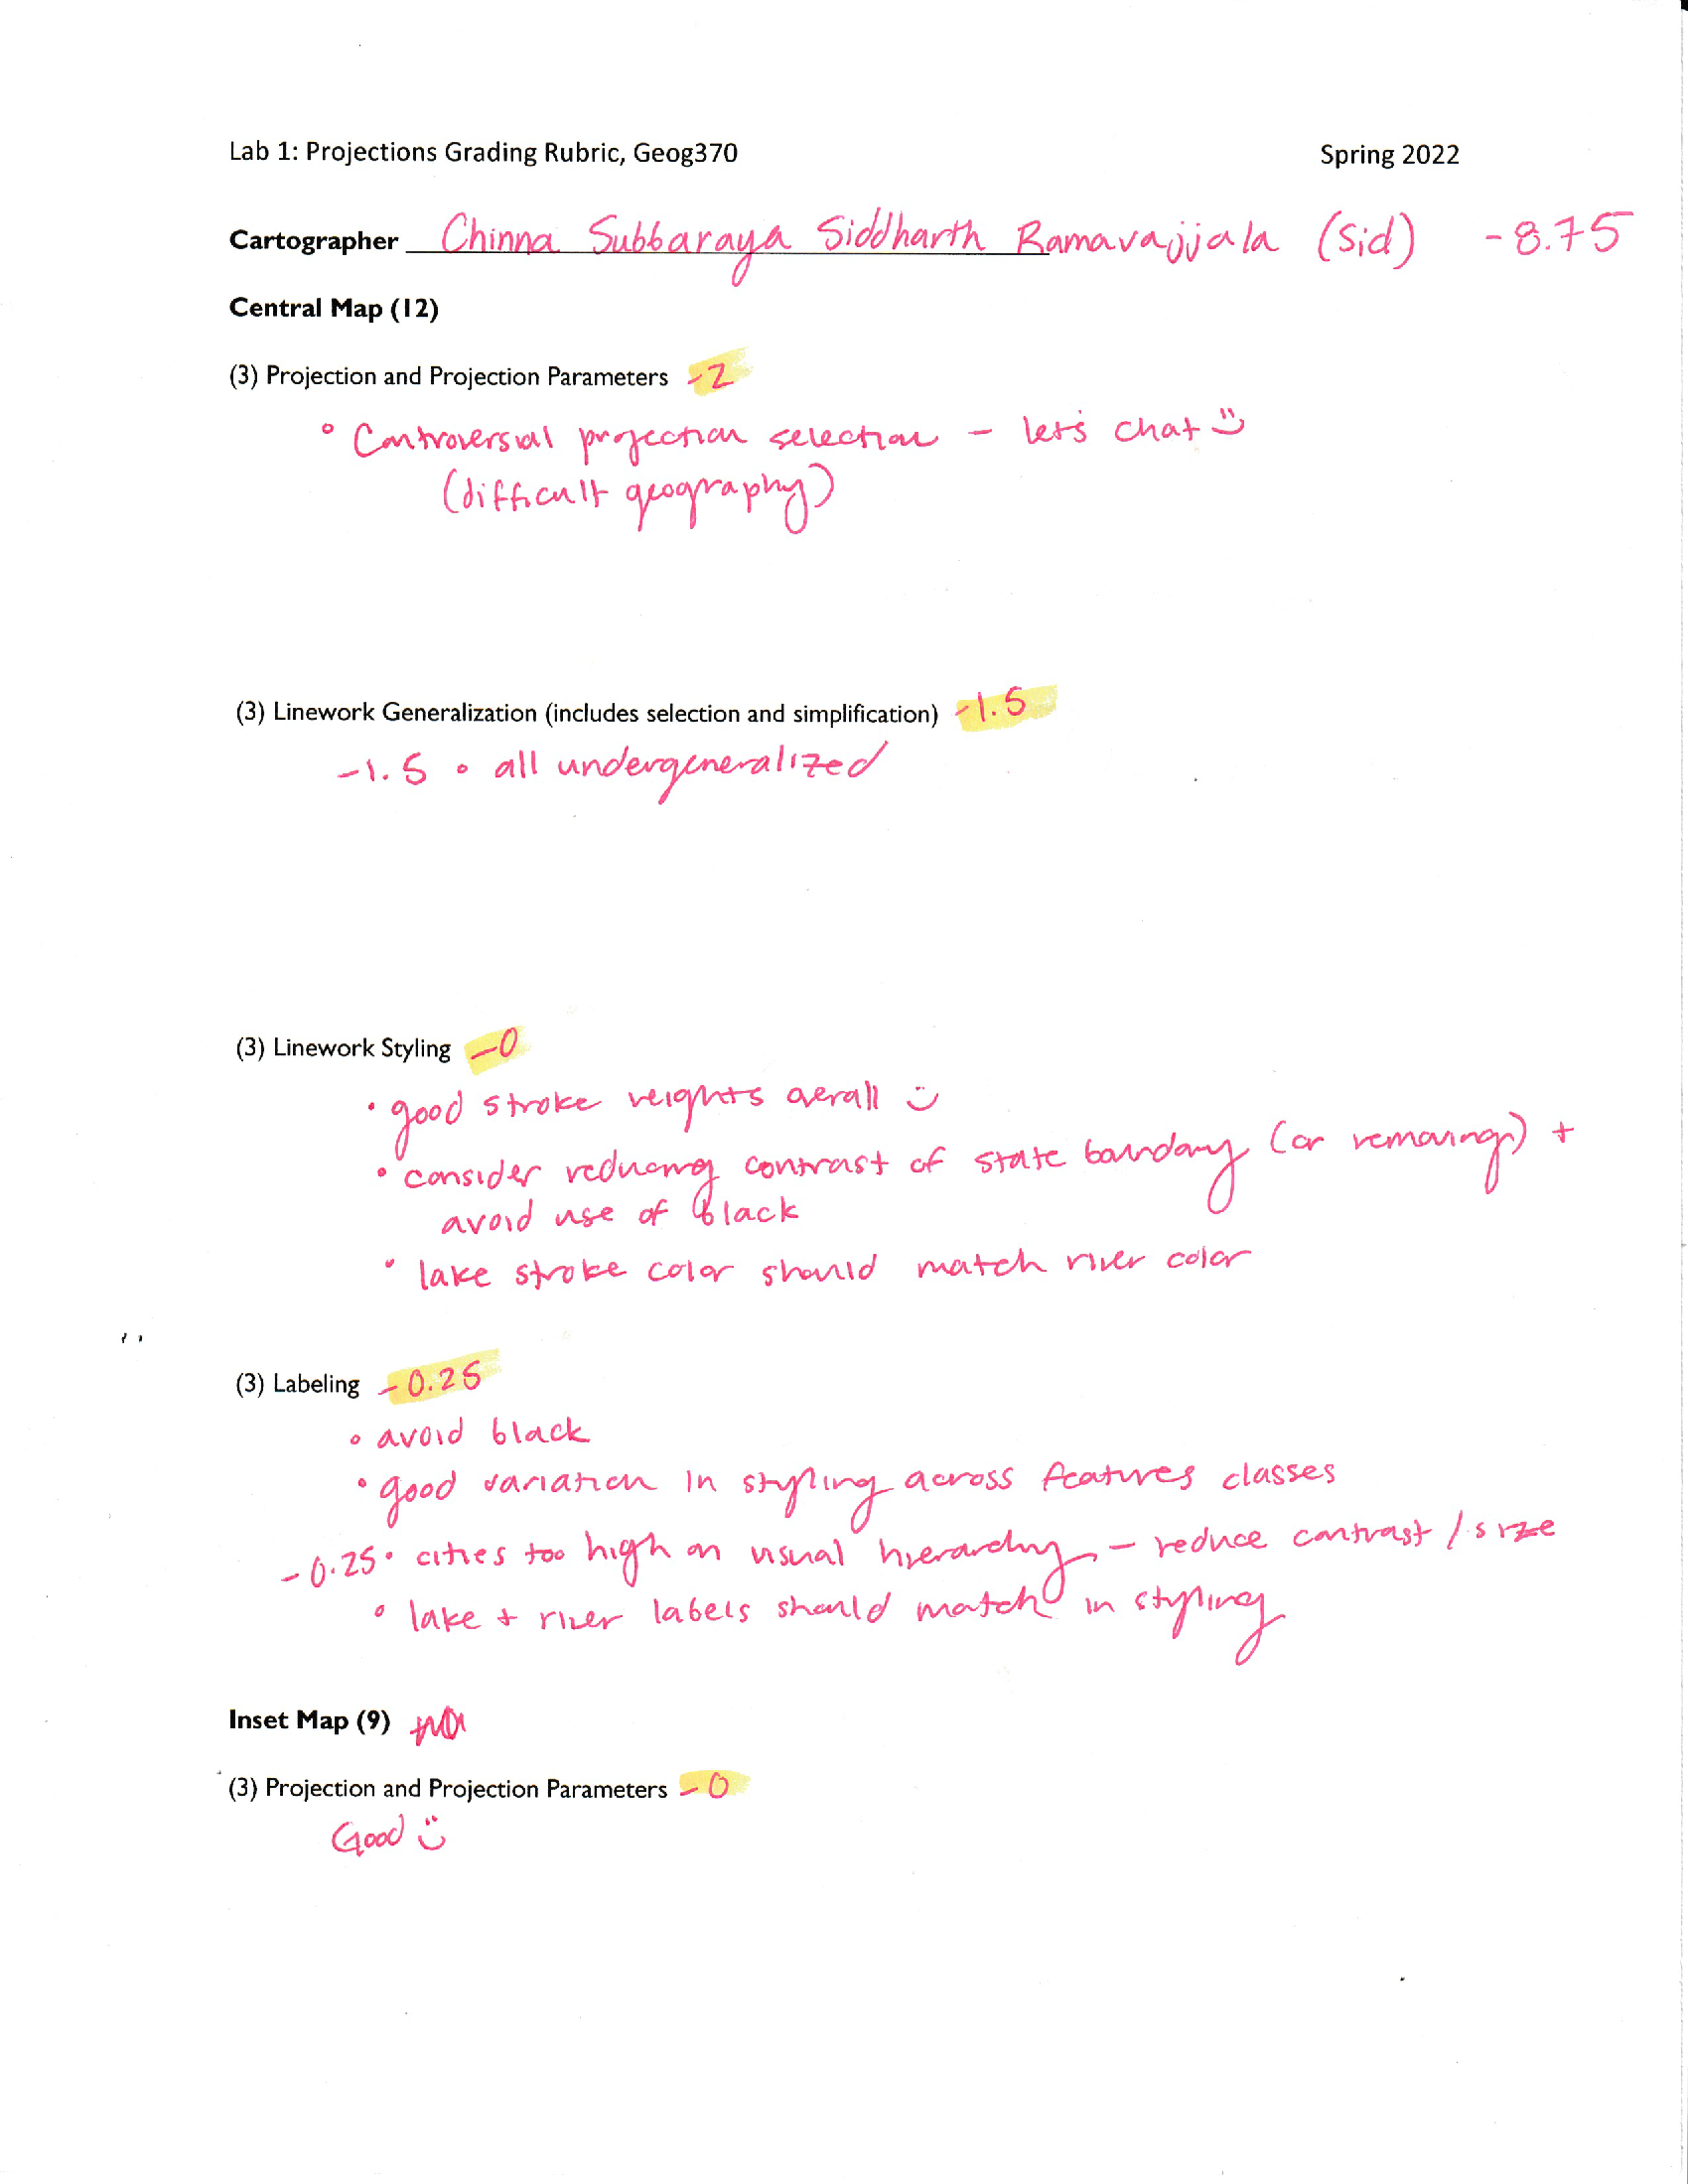 Lab 1: Projections Grading Rubric, Geog370 Spring 2022
Cartographer Chinna Subbaraya Siddharth Ramavajjala (Sid) -8.75
Central Map (12)
(3) Projection and Projection Parameters -2
• Controversial projection selection - let's chat :)
(difficult geography)
(3) Linework Generalization (includes selection and simplification) -1.5
-1.5 • all undergeneralized
(3) Linework Styling -0
• good stroke weights overall :)
• consider reducing contrast of state boundary (or removing) +
avoid use of black
• lake stroke color should match river color
(3) Labeling -0.25
• avoid black
• good variation in styling across features classes
-0.25 • cities too high on visual hierarchy - reduce contrast / size
• lake + river labels should match in styling
Inset Map (9)
(3) Projection and Projection Parameters -0
Good :)